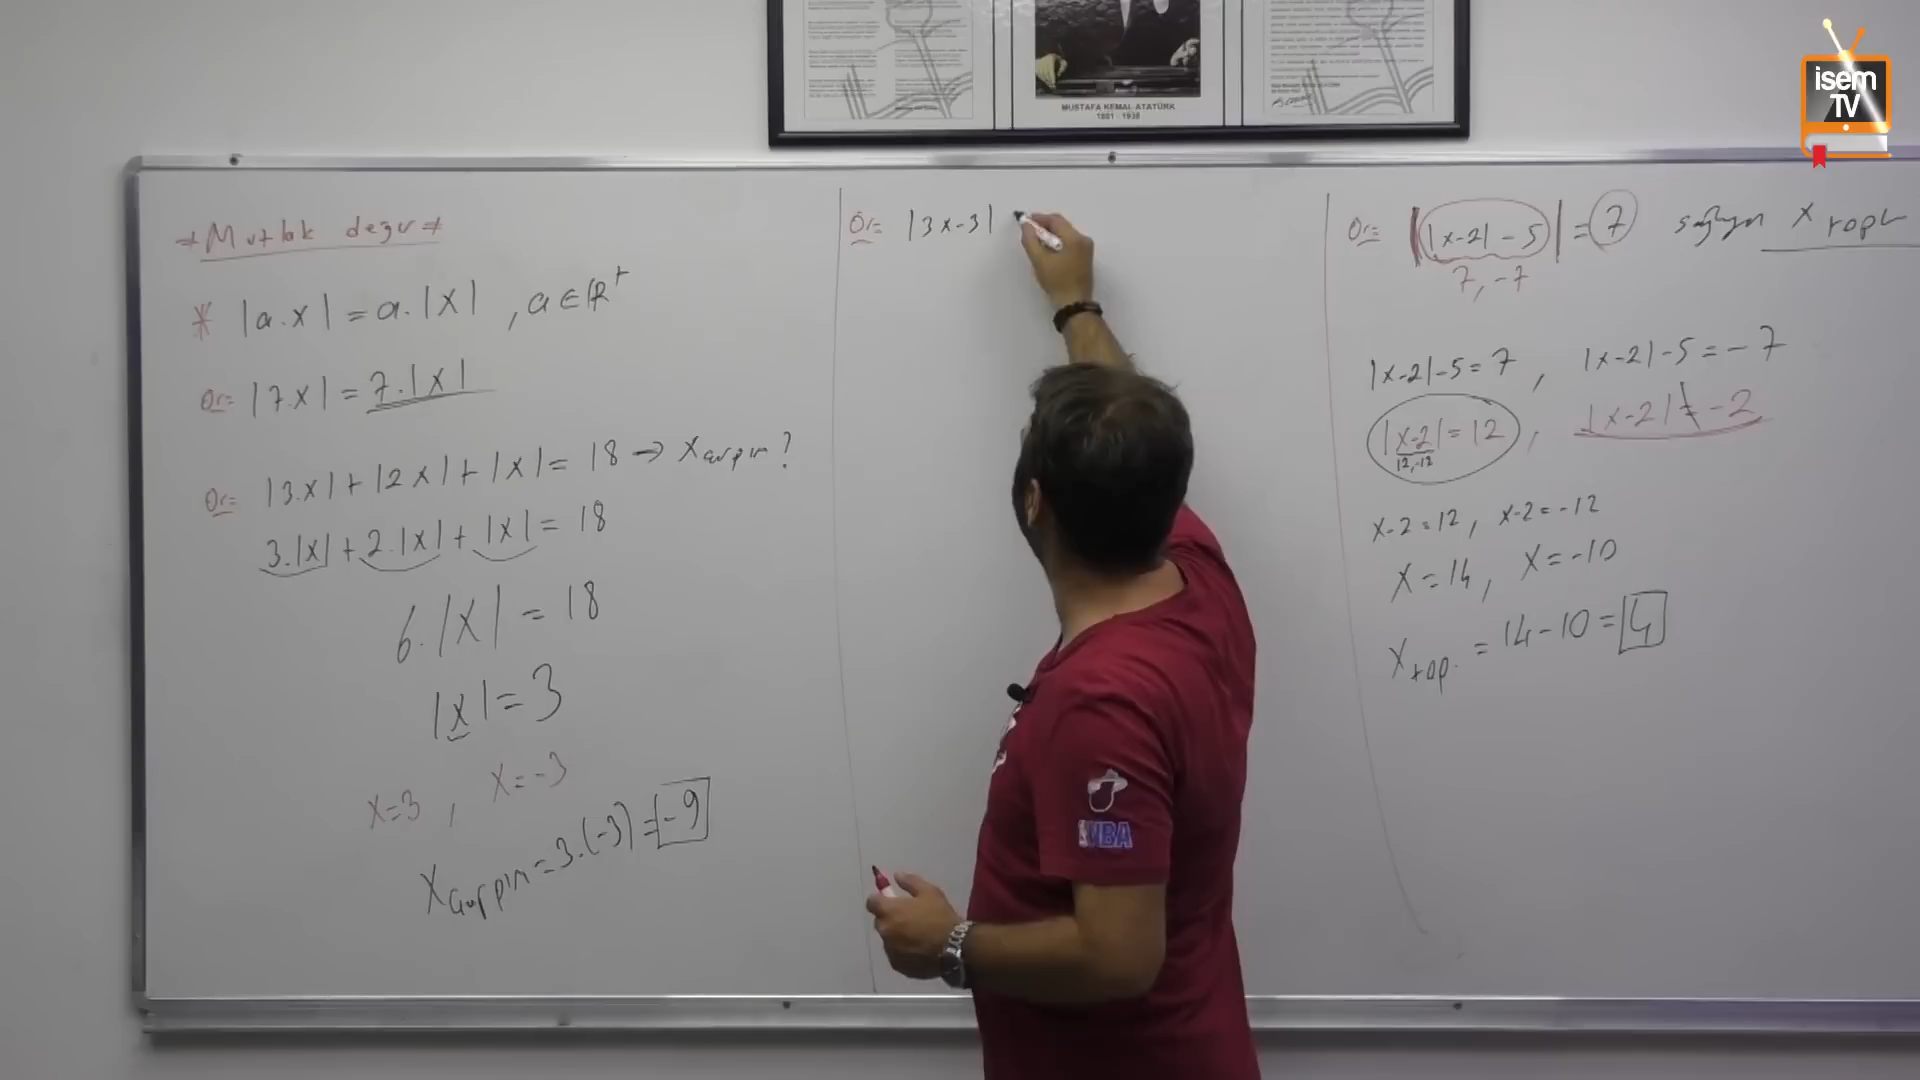 MUSTAFA KEMAL ATATÜRK
1881 - 1938
isem
TV
→Mutlak değer→
* |a.x| = a.|x| , a∈R⁺
Ör= |7.x| = 7.|x|
Ör= |3.x| + |2x| + |x| = 18 → x çarpım ?
3.|x| + 2.|x| + |x| = 18
6.|x| = 18
|x| = 3
x=3 , x=-3
x çarpım = 3.(-3) = -9
Ör= |3x-3|
Ör= ||x-2| - 5| = 7 sağlayan x topl
7, -7
|x-2|-5=7 , |x-2|-5=-7
|x-2|=12 , |x-2|≠-2
12,-12
x-2=12, x-2=-12
x=14, x=-10
x top. = 14-10 = 4
WBA